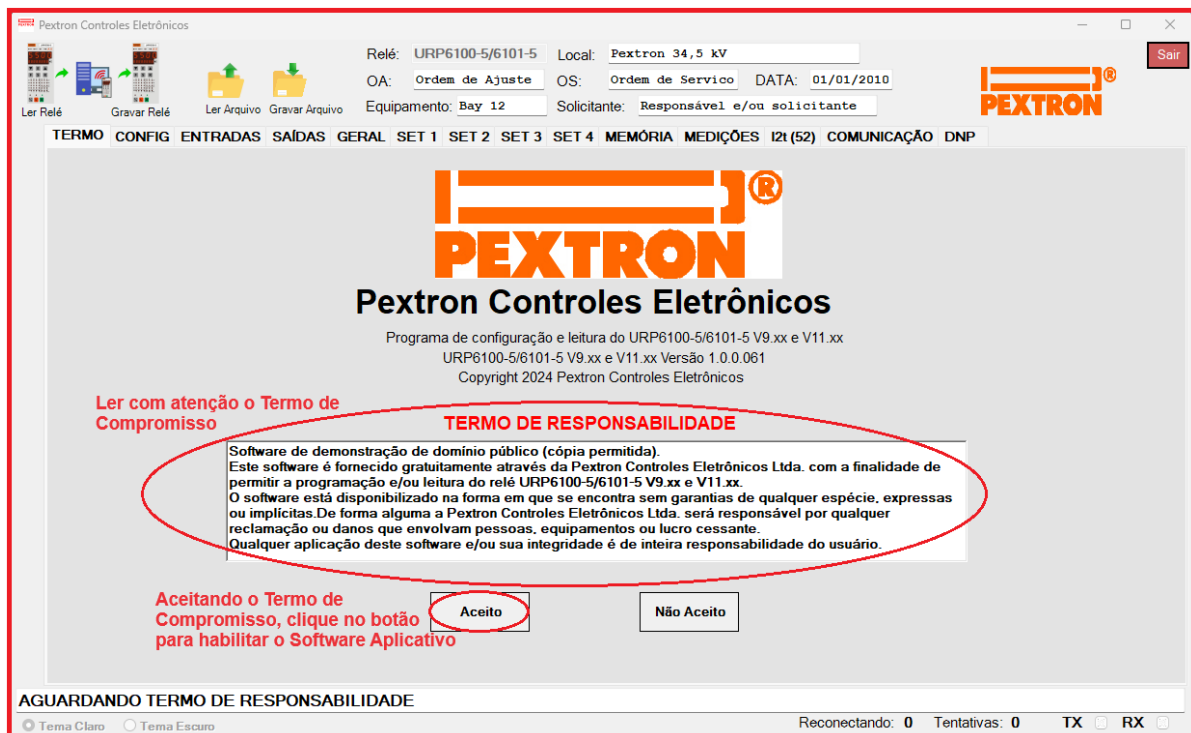 Pextron Controles Eletrônicos
Relé: URP6100-5/6101-5 Local: Pextron 34,5 kV
Sair
OA: Ordem de Ajuste OS: Ordem de Servico DATA: 01/01/2010
Ler Relé Gravar Relé Ler Arquivo Gravar Arquivo Equipamento: Bay 12 Solicitante: Responsável e/ou solicitante
PEXTRON®
TERMO CONFIG ENTRADAS SAÍDAS GERAL SET 1 SET 2 SET 3 SET 4 MEMÓRIA MEDIÇÕES I2t (52) COMUNICAÇÃO DNP
PEXTRON®
Pextron Controles Eletrônicos
Programa de configuração e leitura do URP6100-5/6101-5 V9.xx e V11.xx
URP6100-5/6101-5 V9.xx e V11.xx Versão 1.0.0.061
Copyright 2024 Pextron Controles Eletrônicos
Ler com atenção o Termo de
Compromisso
TERMO DE RESPONSABILIDADE
Software de demonstração de domínio público (cópia permitida).
Este software é fornecido gratuitamente através da Pextron Controles Eletrônicos Ltda. com a finalidade de
permitir a programação e/ou leitura do relé URP6100-5/6101-5 V9.xx e V11.xx.
O software está disponibilizado na forma em que se encontra sem garantias de qualquer espécie, expressas
ou implícitas.De forma alguma a Pextron Controles Eletrônicos Ltda. será responsável por qualquer
reclamação ou danos que envolvam pessoas, equipamentos ou lucro cessante.
Qualquer aplicação deste software e/ou sua integridade é de inteira responsabilidade do usuário.
Aceitando o Termo de
Compromisso, clique no botão
para habilitar o Software Aplicativo
Aceito
Não Aceito
AGUARDANDO TERMO DE RESPONSABILIDADE
Tema Claro Tema Escuro Reconectando: 0 Tentativas: 0 TX RX